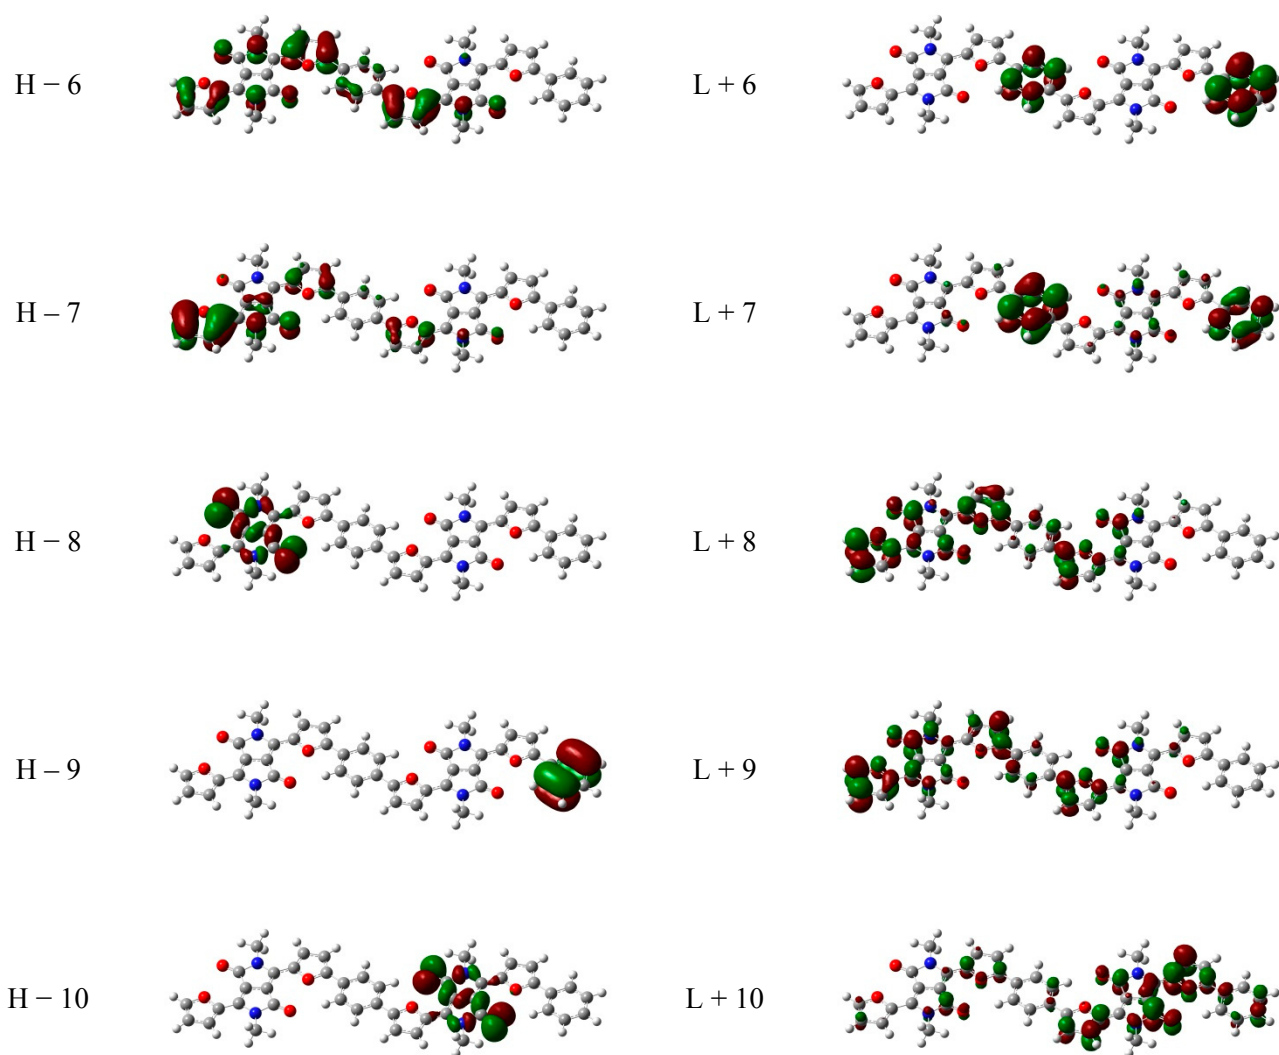 H − 6 L + 6
H – 7 L + 7
H − 8 L + 8
H – 9 L + 9
H − 10 L + 10